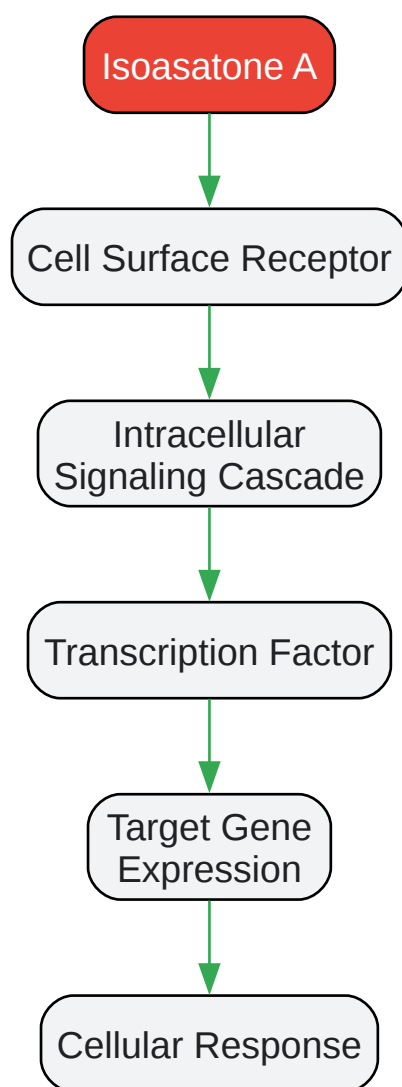 Isoasatone A
Cell Surface Receptor
Intracellular
Signaling Cascade
Transcription Factor
Target Gene
Expression
Cellular Response